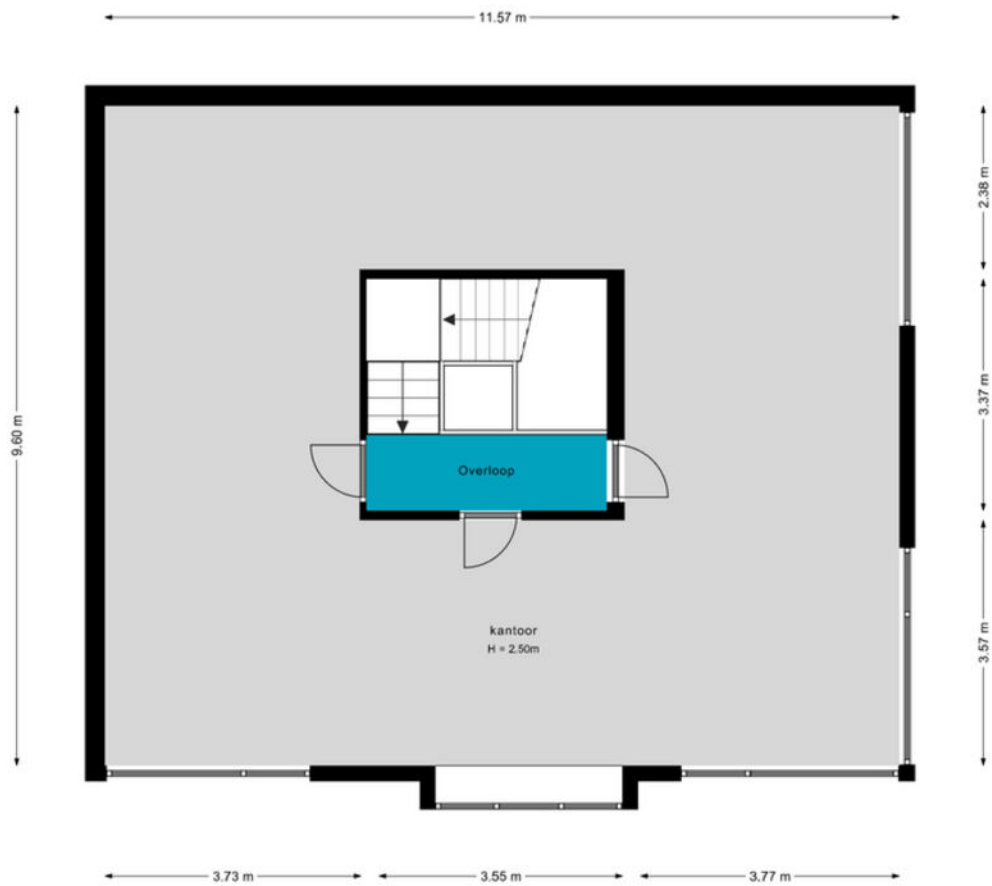 11.57 m
2.38 m
9.60 m
3.37 m
Overloop
kantoor
H = 2.50m
3.57 m
3.73 m
3.55 m
3.77 m